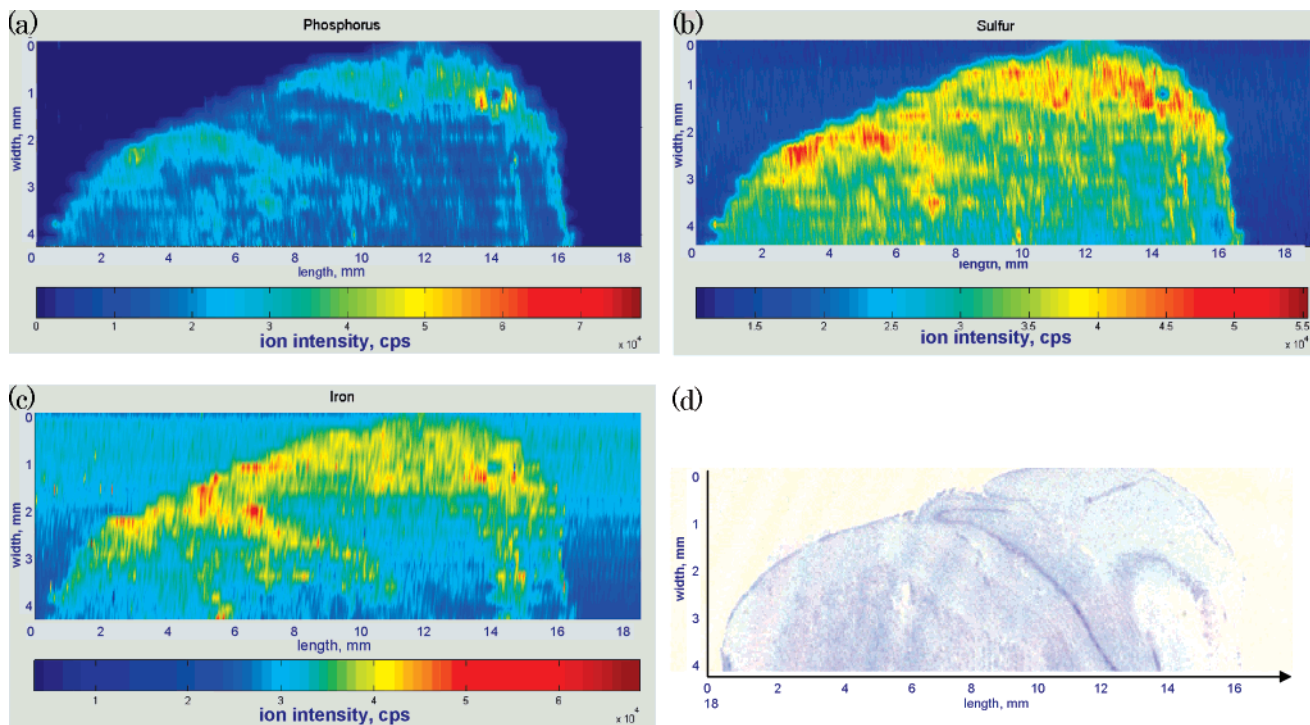 (a)
Phosphorus
0
1
2
3
4
width, mm
0 2 4 6 8 10 12 14 16 18
length, mm
0 1 2 3 4 5 6 7
x 10⁴
ion intensity, cps
(b)
Sulfur
0
1
2
3
4
width, mm
0 2 4 6 8 10 12 14 16 18
length, mm
1.5 2 2.5 3 3.5 4 4.5 5 5.5
x 10⁴
ion intensity, cps
(c)
Iron
0
1
2
3
4
width, mm
0 2 4 6 8 10 12 14 16 18
length, mm
1 2 3 4 5 6
x 10⁴
ion intensity, cps
(d)
0
1
2
3
4
width, mm
0 2 4 6 8 10 12 14 16
18
length, mm